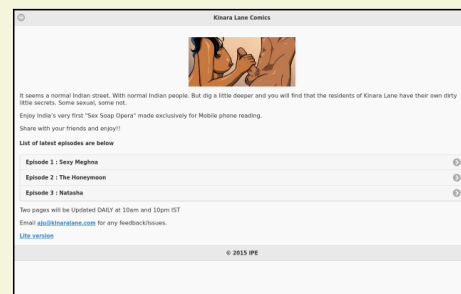 Kinara Lane Comics
It seems a normal Indian street. With normal Indian people. But dig a little deeper and you will find that the residents of Kinara Lane have their own dirty
little secrets. Some sexual, some not.
Enjoy India's very first "Sex Soap Opera" made exclusively for Mobile phone reading.
Share with your friends and enjoy!!
List of latest episodes are below
Episode 1 : Sexy Meghna
Episode 2 : The Honeymoon
Episode 3 : Natasha
Two pages will be Updated DAILY at 10am and 10pm IST
Email aju@kinaralane.com for any feedback/issues.
Lite version
© 2015 IPE